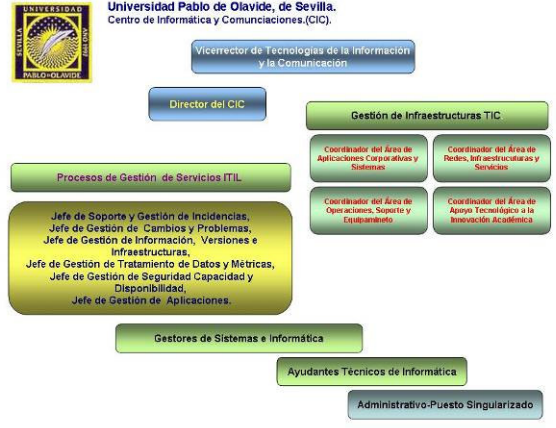 Universidad Pablo de Olavide, de Sevilla.
Centro de Informática y Comunciaciones.(CIC).
UNIVERSIDAD
SEVILLA
AÑO 1997
PABLO•OLAVIDE
Vicerrector de Tecnologías de la Información
y la Comunicación
Director del CIC
Gestión de Infraestructuras TIC
Coordinador del Área de
Aplicaciones Corporativas y
Sistemas
Coordinador del Área de
Redes, Infraestrucuturas y
Servicios
Coordinador del Área de
Operaciones, Soporte y
Equipamineto
Coordinador del Área de
Apoyo Tecnológico a la
Innovación Académica
Procesos de Gestión de Servicios ITIL
Jefe de Soporte y Gestión de Incidencias,
Jefe de Gestión de Cambios y Problemas,
Jefe de Gestión de Información, Versiones e
Infraestructuras,
Jefe de Gestión de Tratamiento de Datos y Métricas,
Jefe de Gestión de Seguridad Capacidad y
Disponibilidad,
Jefe de Gestión de Aplicaciones.
Gestores de Sistemas e Informática
Ayudantes Técnicos de Informática
Administrativo-Puesto Singularizado